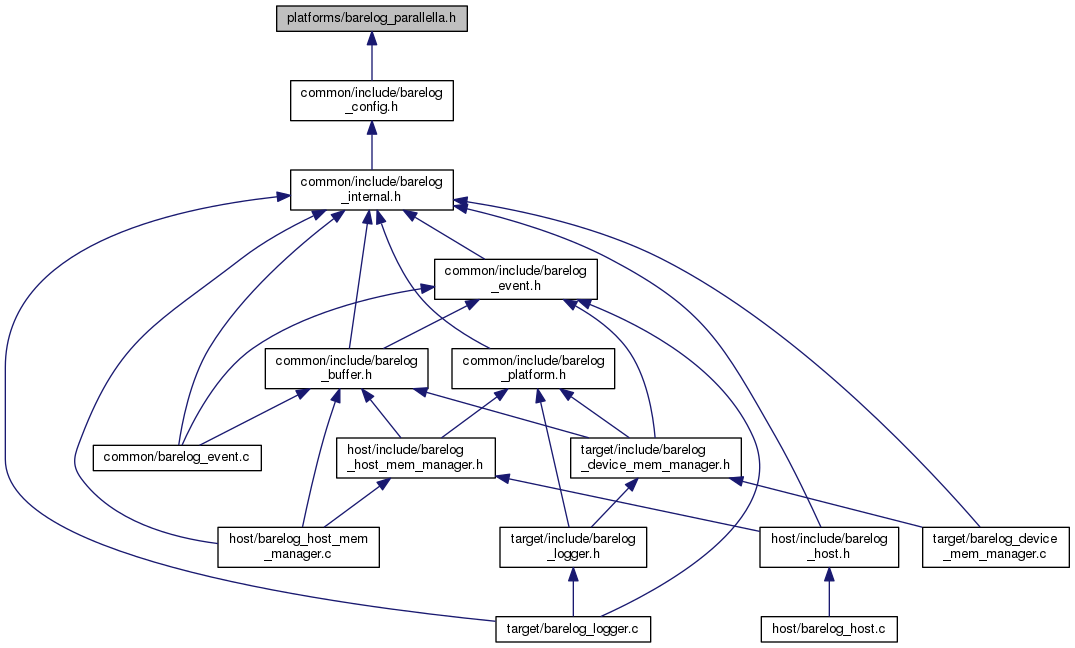 platforms/barelog_parallella.h
common/include/barelog
_config.h
common/include/barelog
_internal.h
common/include/barelog
_event.h
common/include/barelog
_buffer.h
common/include/barelog
_platform.h
common/barelog_event.c
host/include/barelog
_host_mem_manager.h
target/include/barelog
_device_mem_manager.h
host/barelog_host_mem
_manager.c
target/include/barelog
_logger.h
host/include/barelog
_host.h
target/barelog_device
_mem_manager.c
target/barelog_logger.c
host/barelog_host.c